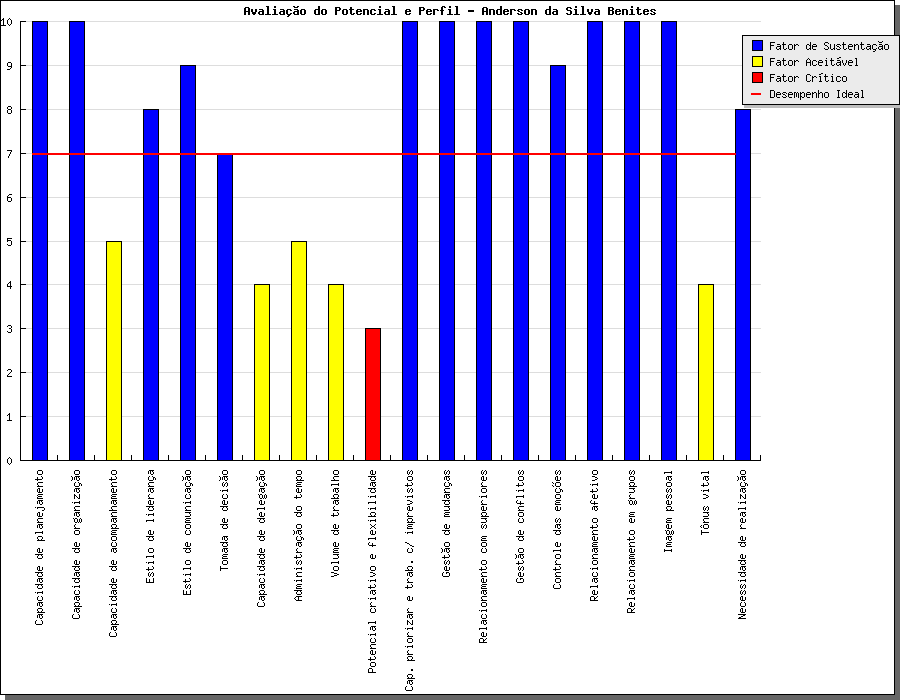 Avaliação do Potencial e Perfil - Anderson da Silva Benites
Fator de Sustentação
Fator Aceitável
Fator Crítico
Desempenho Ideal
10
9
8
7
6
5
4
3
2
1
0
Capacidade de planejamento
Capacidade de organização
Capacidade de acompanhamento
Estilo de liderança
Estilo de comunicação
Tomada de decisão
Capacidade de delegação
Administração do tempo
Volume de trabalho
Potencial criativo e flexibilidade
Cap. priorizar e trab. c/ imprevistos
Gestão de mudanças
Relacionamento com superiores
Gestão de conflitos
Controle das emoções
Relacionamento afetivo
Relacionamento em grupos
Imagem pessoal
Tônus vital
Necessidade de realização